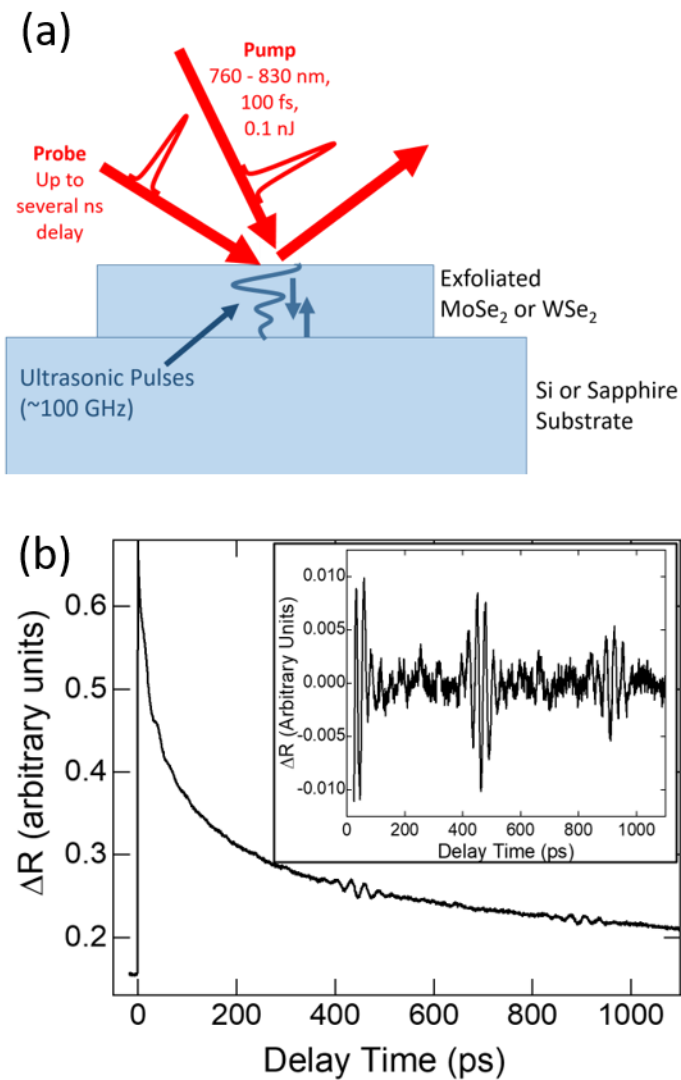 (a)
Pump
760 - 830 nm,
100 fs,
0.1 nJ
Probe
Up to
several ns
delay
Exfoliated
MoSe₂ or WSe₂
Ultrasonic Pulses
(~100 GHz)
Si or Sapphire
Substrate
(b)
0.6
0.5
0.4
0.3
0.2
ΔR (arbitrary units)
0 200 400 600 800 1000
Delay Time (ps)
0.010
0.005
0.000
-0.005
-0.010
ΔR (Arbitrary Units)
0 200 400 600 800 1000
Delay Time (ps)